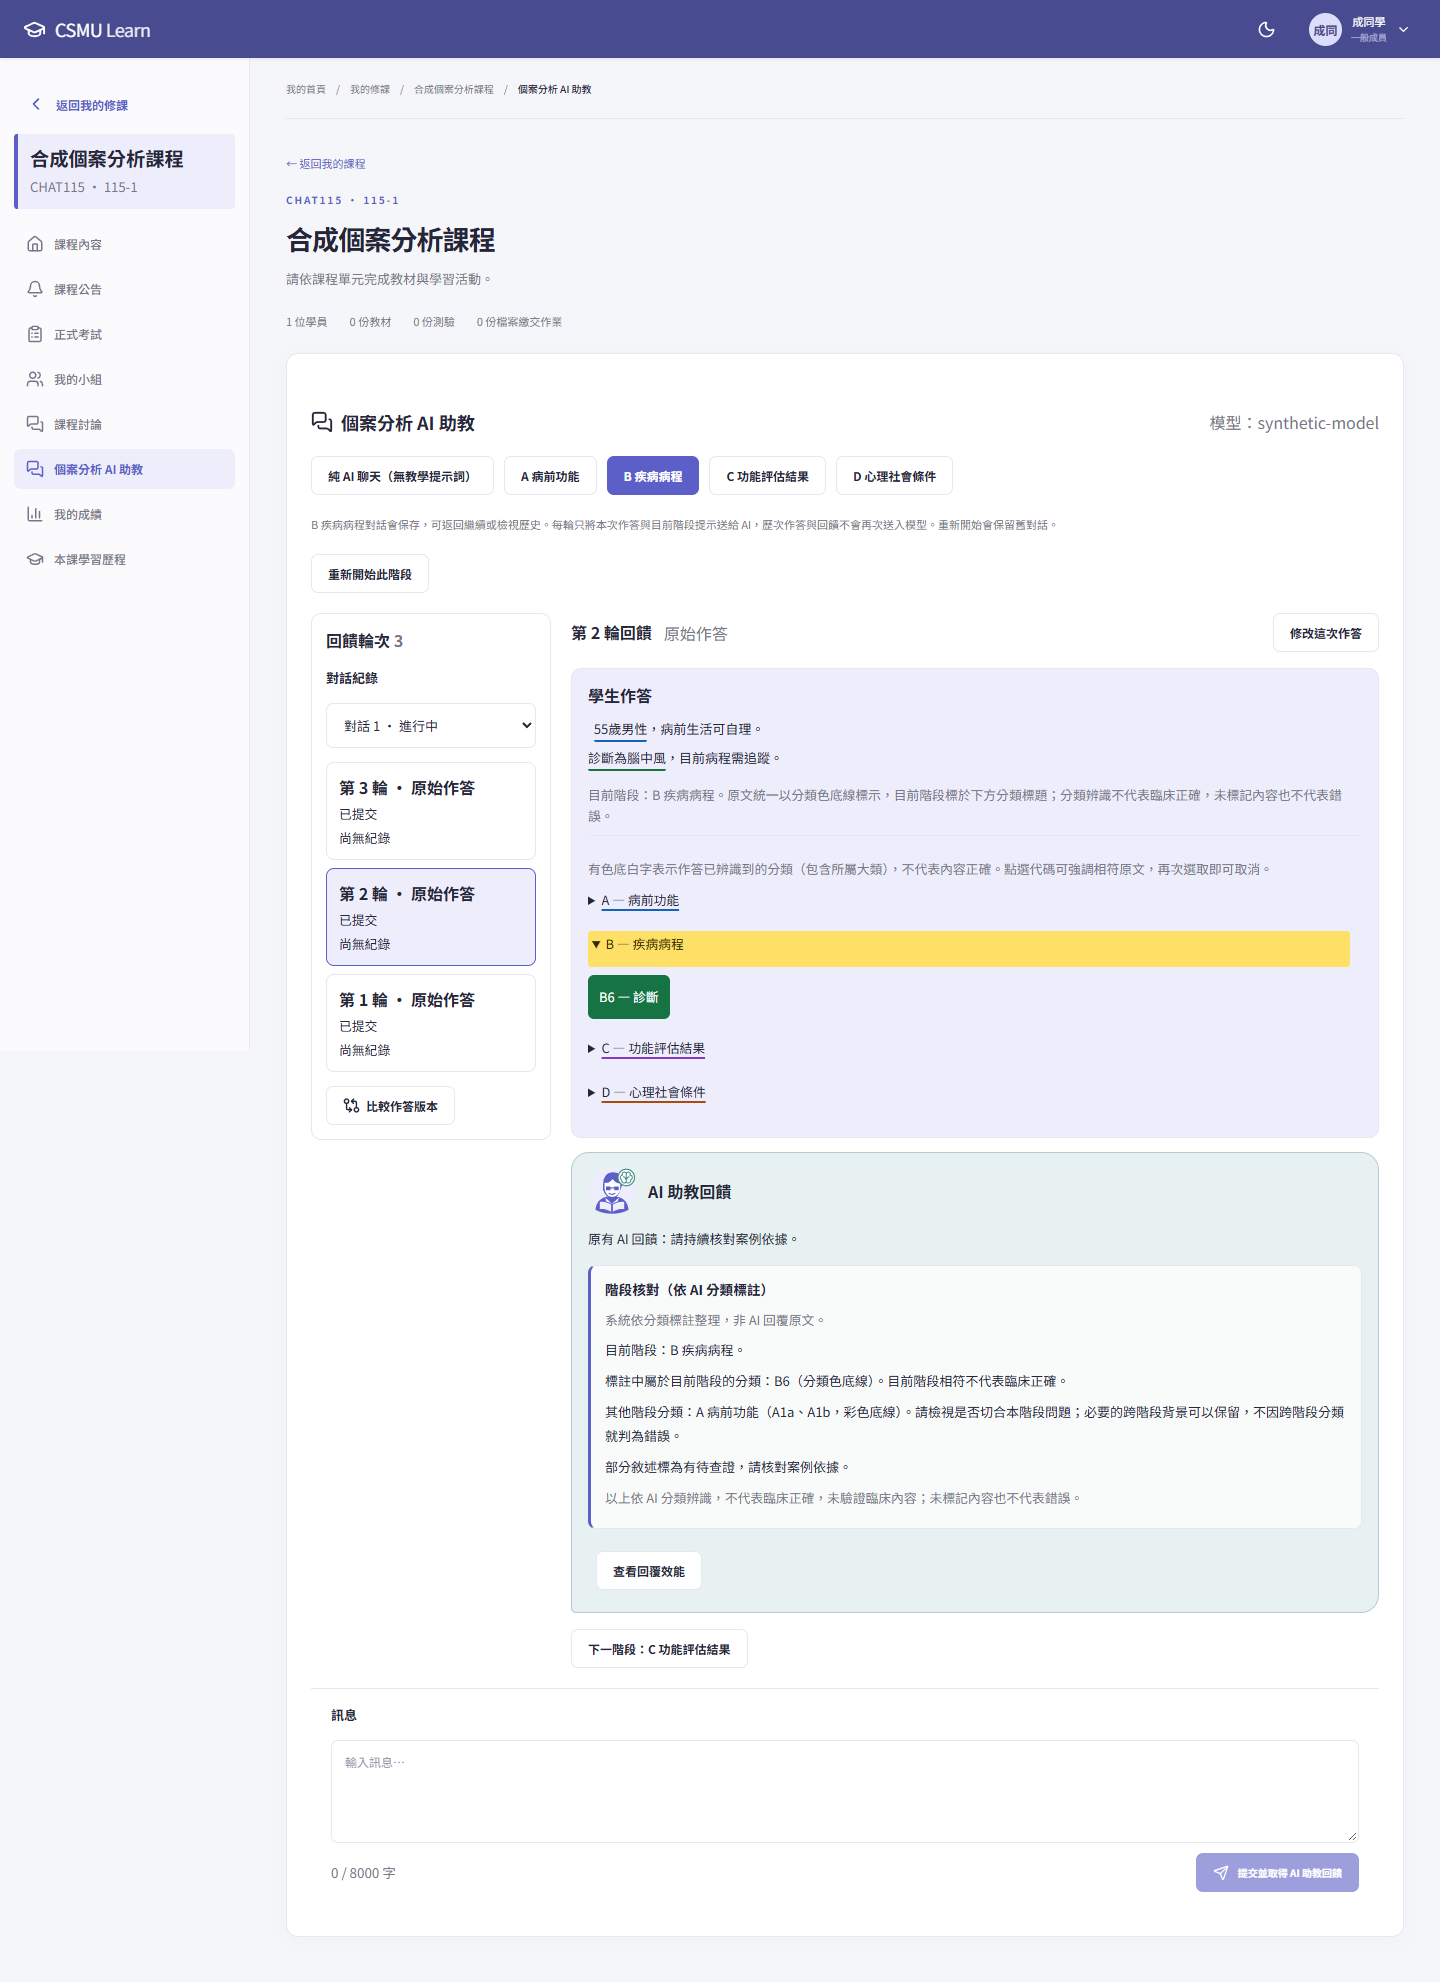 CSMU Learn
成同
成同學
一般成員
返回我的修課
合成個案分析課程
CHAT115 • 115-1
課程內容
課程公告
正式考試
我的小組
課程討論
個案分析 AI 助教
我的成績
本課學習歷程
我的首頁 / 我的修課 / 合成個案分析課程 / 個案分析 AI 助教
← 返回我的課程
CHAT115 • 115-1
合成個案分析課程
請依課程單元完成教材與學習活動。
1 位學員 0 份教材 0 份測驗 0 份檔案繳交作業
個案分析 AI 助教
模型：synthetic-model
純 AI 聊天（無教學提示詞）
A 病前功能
B 疾病病程
C 功能評估結果
D 心理社會條件
B 疾病病程對話會保存，可返回繼續或檢視歷史。每輪只將本次作答與目前階段提示送給 AI，歷次作答與回饋不會再次送入模型。重新開始會保留舊對話。
重新開始此階段
回饋輪次 3
對話紀錄
對話 1 • 進行中
第 3 輪 • 原始作答
已提交
尚無紀錄
第 2 輪 • 原始作答
已提交
尚無紀錄
第 1 輪 • 原始作答
已提交
尚無紀錄
比較作答版本
第 2 輪回饋 原始作答
修改這次作答
學生作答
55歲男性，病前生活可自理。
診斷為腦中風，目前病程需追蹤。
目前階段：B 疾病病程。原文統一以分類色底線標示，目前階段標於下方分類標題；分類辨識不代表臨床正確，未標記內容也不代表錯
誤。
有色底白字表示作答已辨識到的分類（包含所屬大類），不代表內容正確。點選代碼可強調相符原文，再次選取即可取消。
▶ A — 病前功能
▼ B — 疾病病程
B6 — 診斷
▶ C — 功能評估結果
▶ D — 心理社會條件
AI 助教回饋
原有 AI 回饋：請持續核對案例依據。
階段核對（依 AI 分類標註）
系統依分類標註整理，非 AI 回覆原文。
目前階段：B 疾病病程。
標註中屬於目前階段的分類：B6（分類色底線）。目前階段相符不代表臨床正確。
其他階段分類：A 病前功能（A1a、A1b，彩色底線）。請檢視是否切合本階段問題；必要的跨階段背景可以保留，不因跨階段分類
就判為錯誤。
部分敘述標為有待查證，請核對案例依據。
以上依 AI 分類辨識，不代表臨床正確，未驗證臨床內容；未標記內容也不代表錯誤。
查看回覆效能
下一階段：C 功能評估結果
訊息
輸入訊息…
0 / 8000 字
提交並取得 AI 助教回饋